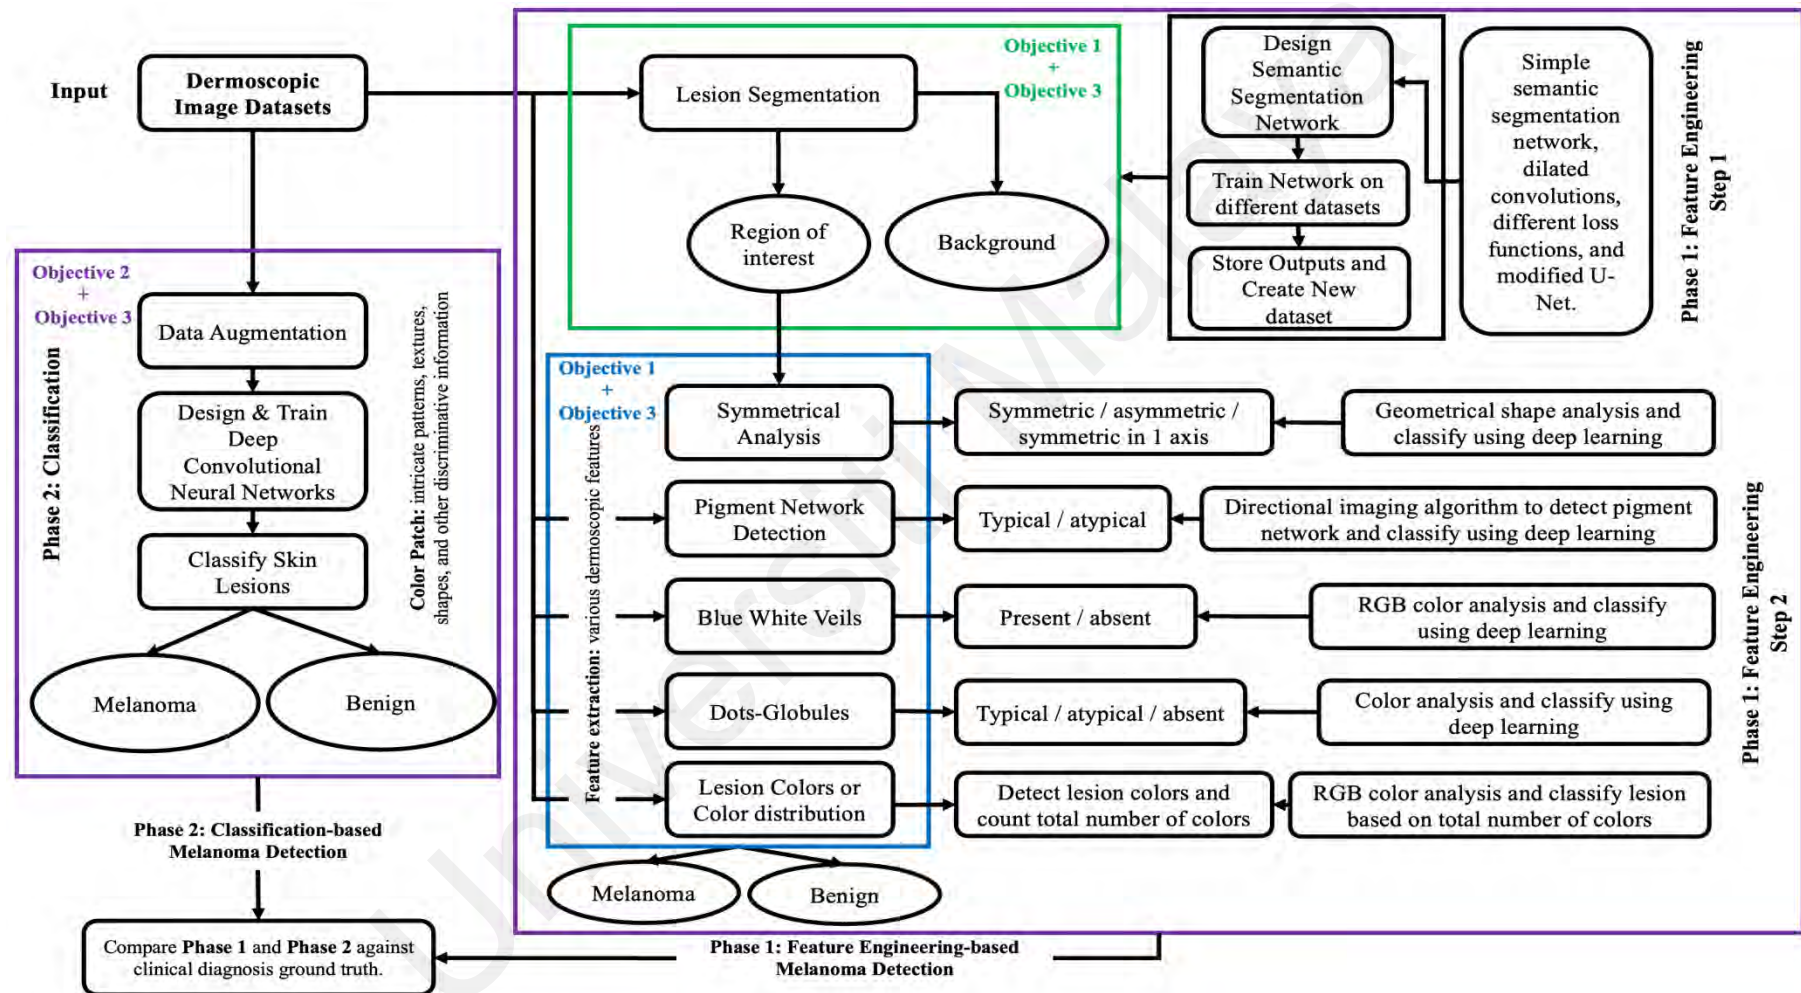 Input
Dermoscopic
Image Datasets
Lesion Segmentation
Objective 1
+
Objective 3
Region of
interest
Background
Design
Semantic
Segmentation
Network
Train Network on
different datasets
Store Outputs and
Create New
dataset
Simple
semantic
segmentation
network,
dilated
convolutions,
different loss
functions, and
modified U-
Net.
Phase 1: Feature Engineering
Step 1
Objective 2
+
Objective 3
Phase 2: Classification
Data Augmentation
Design & Train
Deep
Convolutional
Neural Networks
Classify Skin
Lesions
Color Patch: intricate patterns, textures,
shapes, and other discriminative information
Melanoma
Benign
Objective 1
+
Objective 3
Feature extraction: various dermoscopic features
Symmetrical
Analysis
Symmetric / asymmetric /
symmetric in 1 axis
Geometrical shape analysis and
classify using deep learning
Pigment Network
Detection
Typical / atypical
Directional imaging algorithm to detect pigment
network and classify using deep learning
Blue White Veils
Present / absent
RGB color analysis and classify
using deep learning
Dots-Globules
Typical / atypical / absent
Color analysis and classify using
deep learning
Lesion Colors or
Color distribution
Detect lesion colors and
count total number of colors
RGB color analysis and classify lesion
based on total number of colors
Phase 1: Feature Engineering
Step 2
Melanoma
Benign
Phase 2: Classification-based
Melanoma Detection
Compare Phase 1 and Phase 2 against
clinical diagnosis ground truth.
Phase 1: Feature Engineering-based
Melanoma Detection
Universiti Malaya